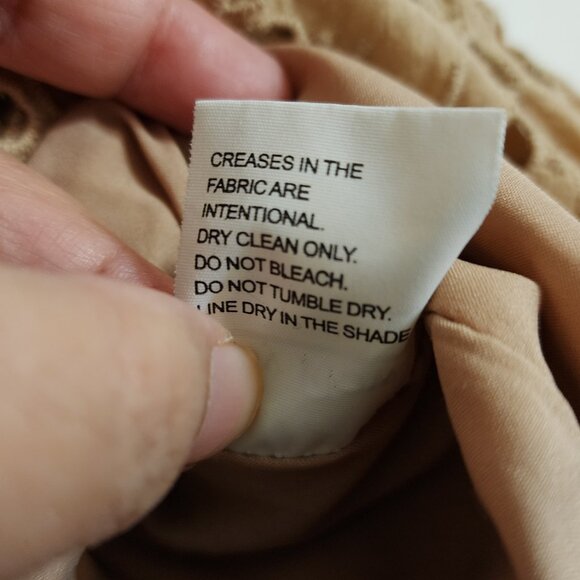 CREASES IN THE
FABRIC ARE
INTENTIONAL.
DRY CLEAN ONLY.
DO NOT BLEACH.
DO NOT TUMBLE DRY.
LINE DRY IN THE SHADE